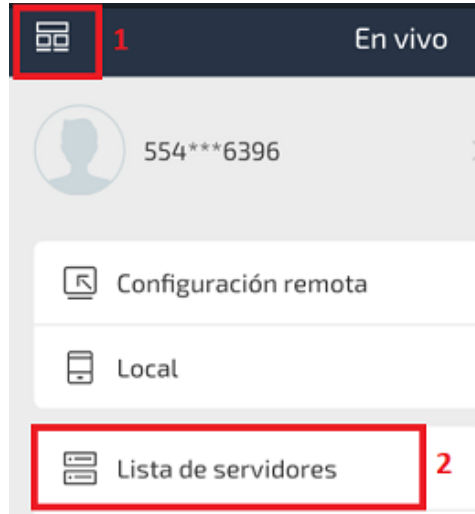 1 En vivo
554***6396
Configuración remota
Local
Lista de servidores 2